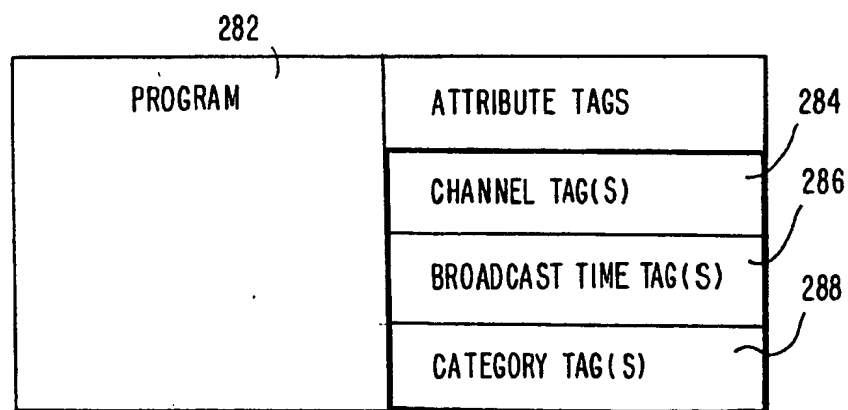 282
PROGRAM
ATTRIBUTE TAGS
284
CHANNEL TAG(S)
286
BROADCAST TIME TAG(S)
288
CATEGORY TAG(S)